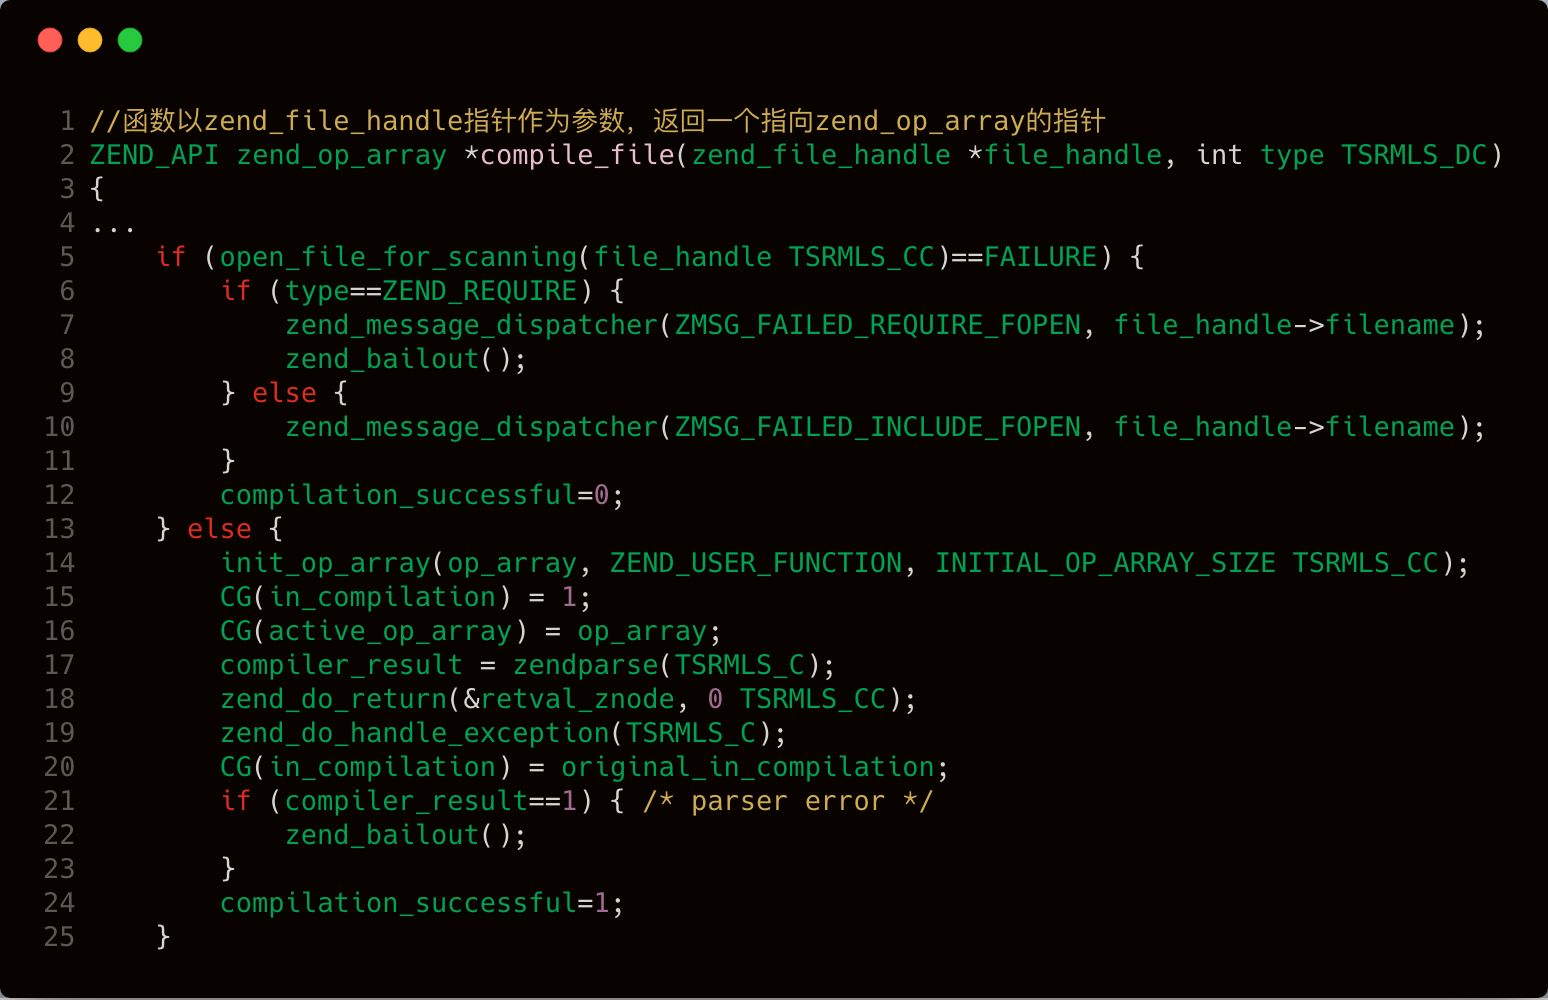 1 //函数以zend_file_handle指针作为参数，返回一个指向zend_op_array的指针
2 ZEND_API zend_op_array *compile_file(zend_file_handle *file_handle, int type TSRMLS_DC)
3 {
4 ...
5     if (open_file_for_scanning(file_handle TSRMLS_CC)==FAILURE) {
6         if (type==ZEND_REQUIRE) {
7             zend_message_dispatcher(ZMSG_FAILED_REQUIRE_FOPEN, file_handle->filename);
8             zend_bailout();
9         } else {
10             zend_message_dispatcher(ZMSG_FAILED_INCLUDE_FOPEN, file_handle->filename);
11         }
12         compilation_successful=0;
13     } else {
14         init_op_array(op_array, ZEND_USER_FUNCTION, INITIAL_OP_ARRAY_SIZE TSRMLS_CC);
15         CG(in_compilation) = 1;
16         CG(active_op_array) = op_array;
17         compiler_result = zendparse(TSRMLS_C);
18         zend_do_return(&retval_znode, 0 TSRMLS_CC);
19         zend_do_handle_exception(TSRMLS_C);
20         CG(in_compilation) = original_in_compilation;
21         if (compiler_result==1) { /* parser error */
22             zend_bailout();
23         }
24         compilation_successful=1;
25     }